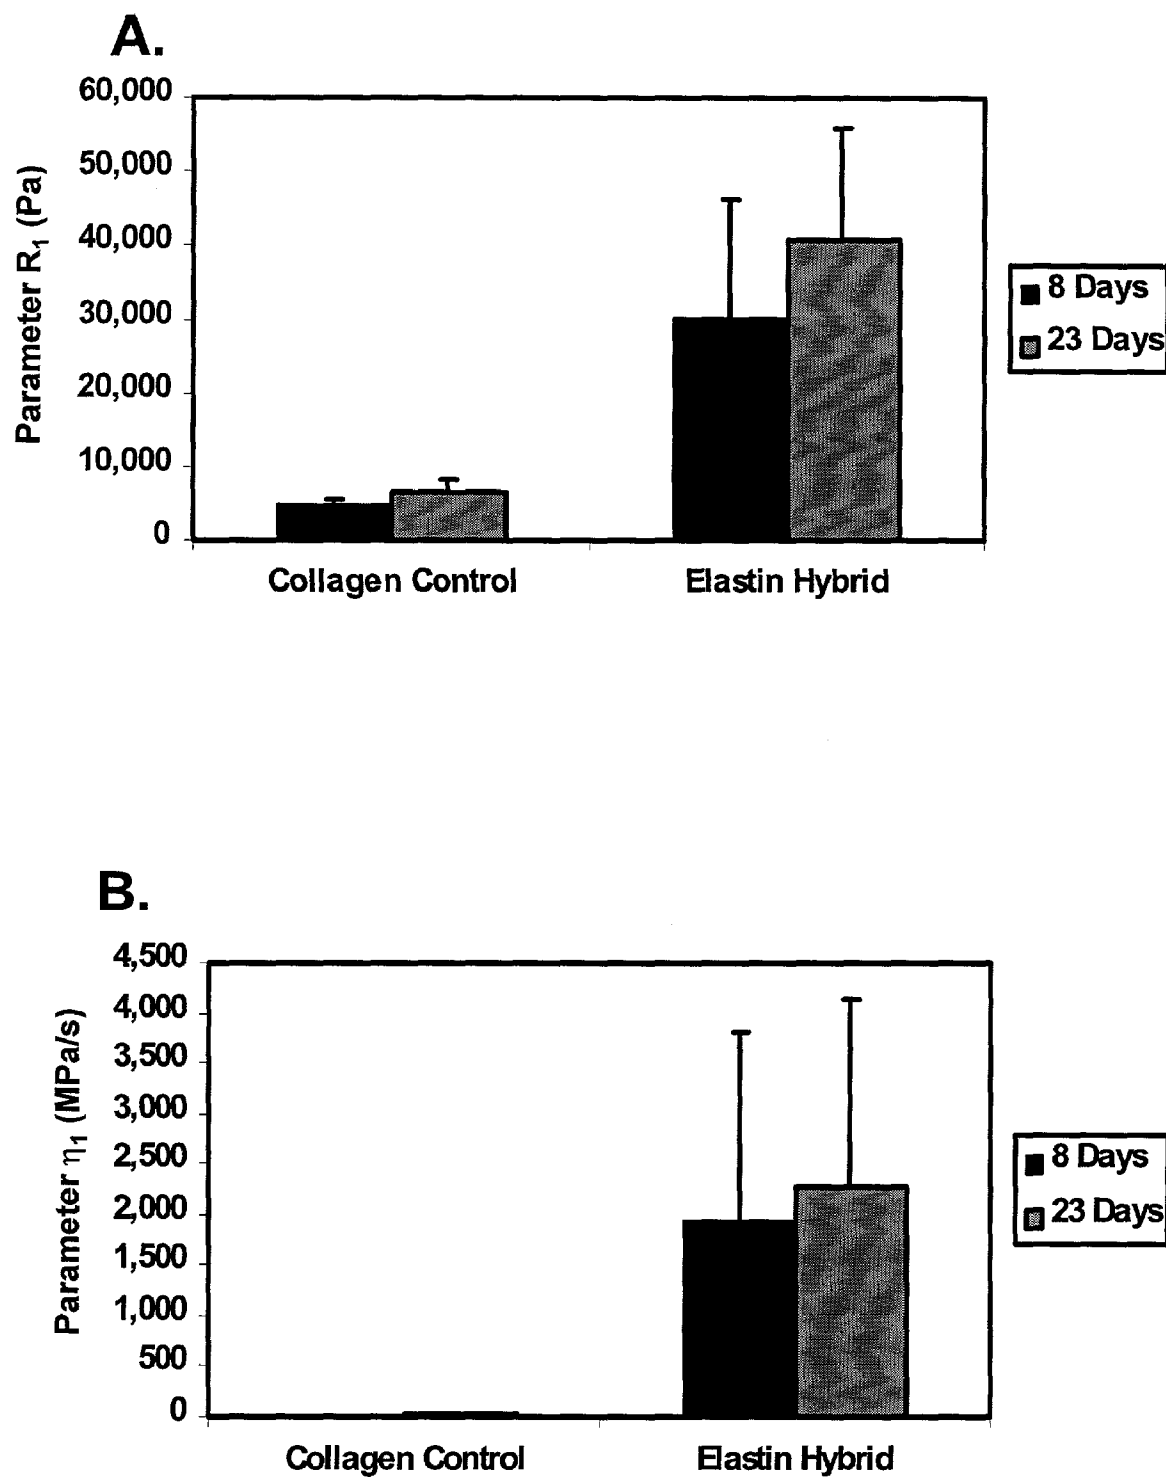 A.
60,000
50,000
40,000
30,000
20,000
10,000
0
Parameter R₁ (Pa)
Collagen Control
Elastin Hybrid
8 Days
23 Days
B.
4,500
4,000
3,500
3,000
2,500
2,000
1,500
1,000
500
0
Parameter η₁ (MPa/s)
Collagen Control
Elastin Hybrid
8 Days
23 Days